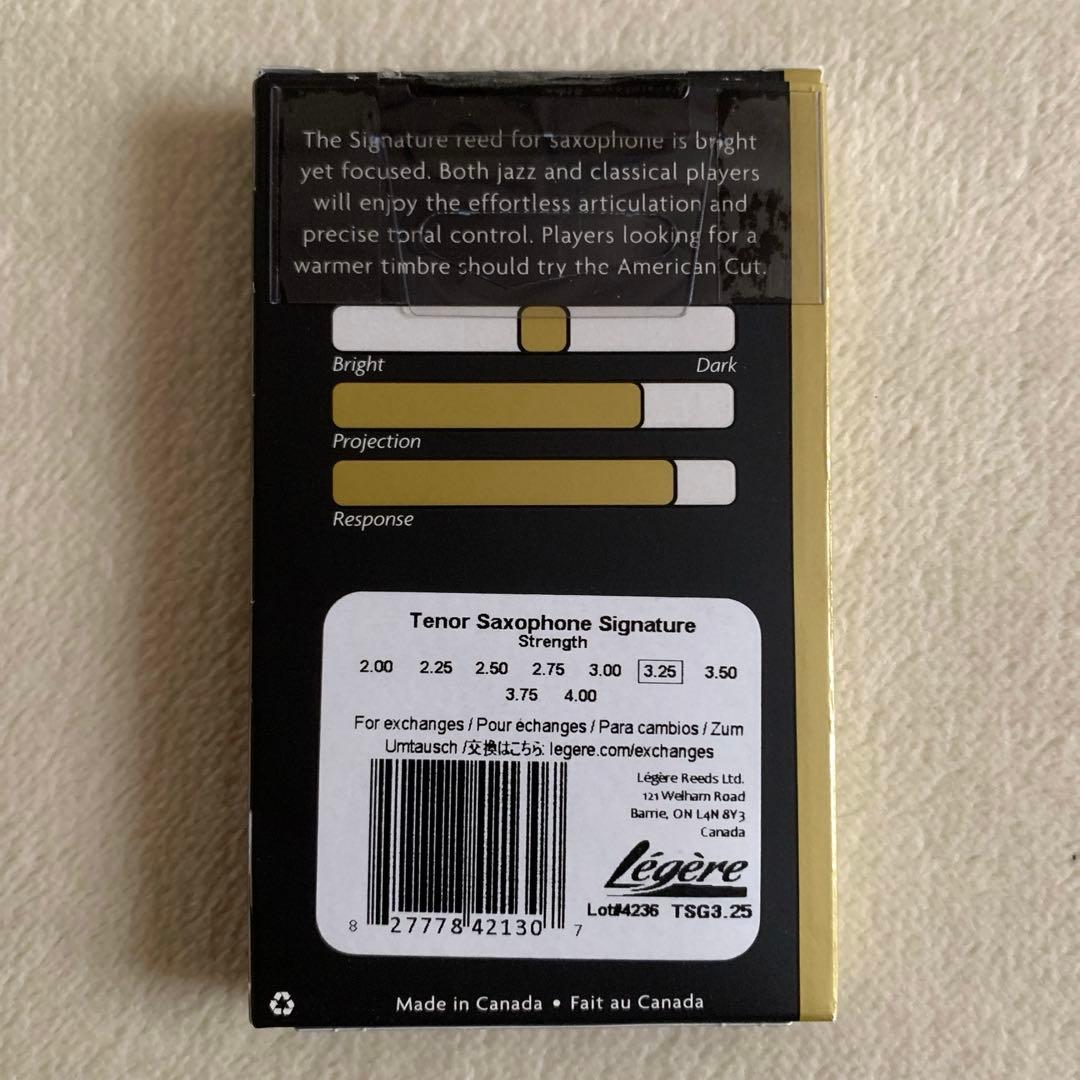 The Signature reed for saxophone is bright
yet focused. Both jazz and classical players
will enjoy the effortless articulation and
precise tonal control. Players looking for a
warmer timbre should try the American Cut.
Bright Dark
Projection
Response
Tenor Saxophone Signature
Strength
2.00 2.25 2.50 2.75 3.00 3.25 3.50
3.75 4.00
For exchanges / Pour échanges / Para cambios / Zum
Umtausch /交換はこちら: legere.com/exchanges
Légère Reeds Ltd.
121 Welham Road
Barrie, ON L4N 8Y3
Canada
Légère
Lot#4236 TSG3.25
8 27778 42130 7
Made in Canada • Fait au Canada